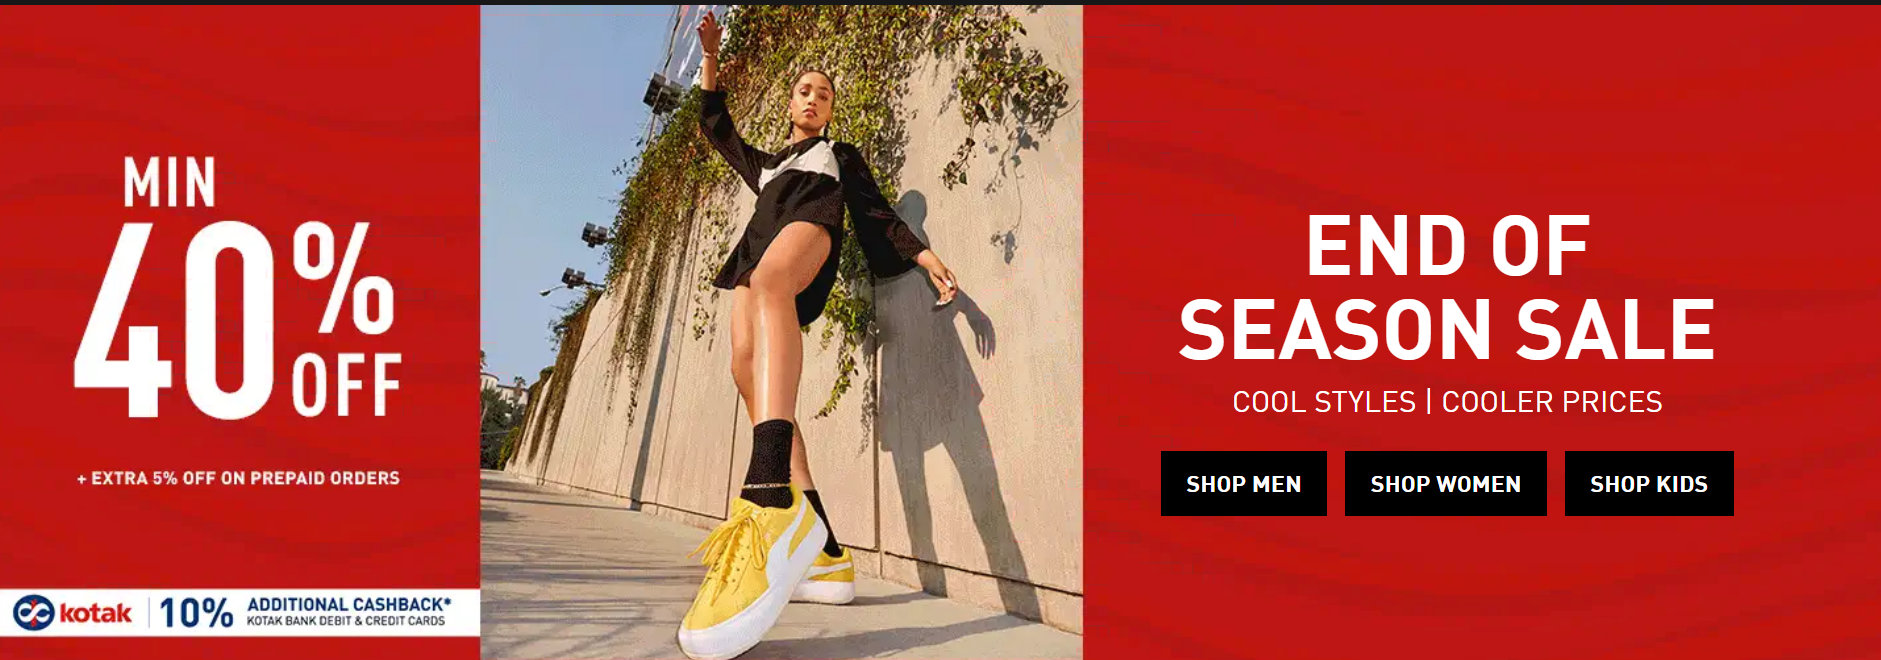 MIN
40%
OFF
+ EXTRA 5% OFF ON PREPAID ORDERS
kotak
10%
ADDITIONAL CASHBACK*
KOTAK BANK DEBIT & CREDIT CARDS
END OF
SEASON SALE
COOL STYLES | COOLER PRICES
SHOP MEN
SHOP WOMEN
SHOP KIDS